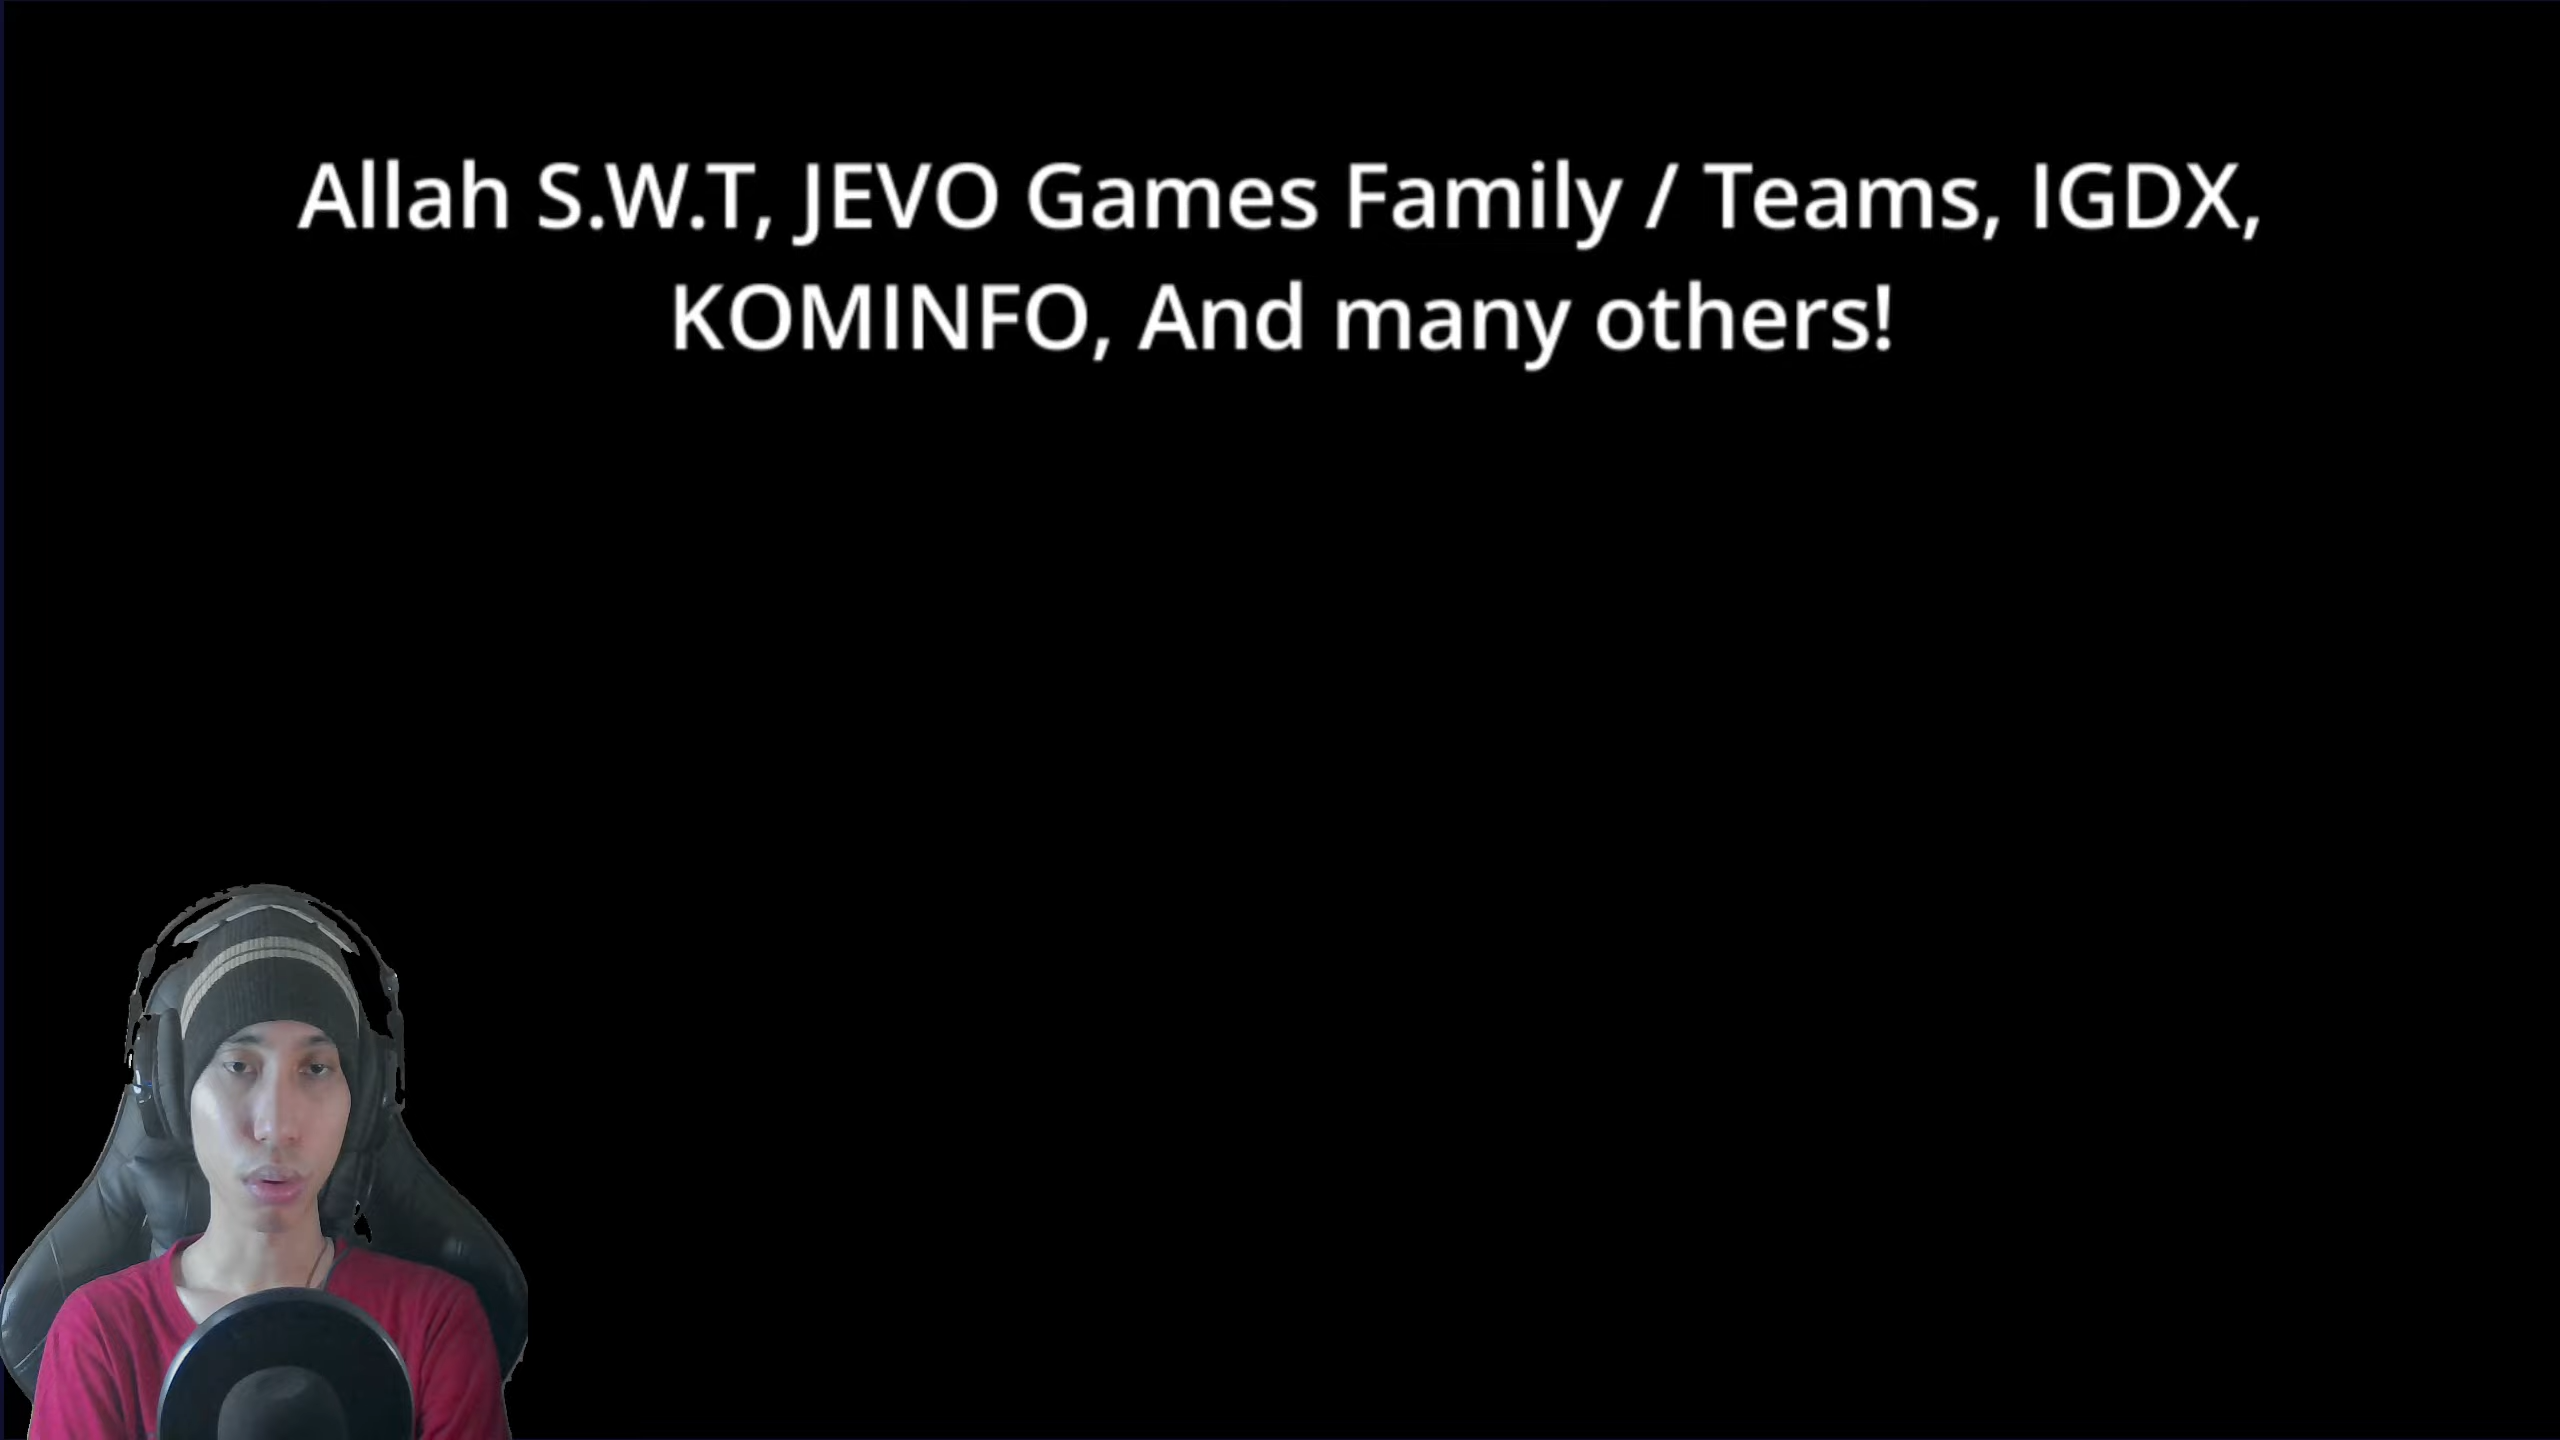 Allah S.W.T, JEVO Games Family / Teams, IGDX,
KOMINFO, And many others!